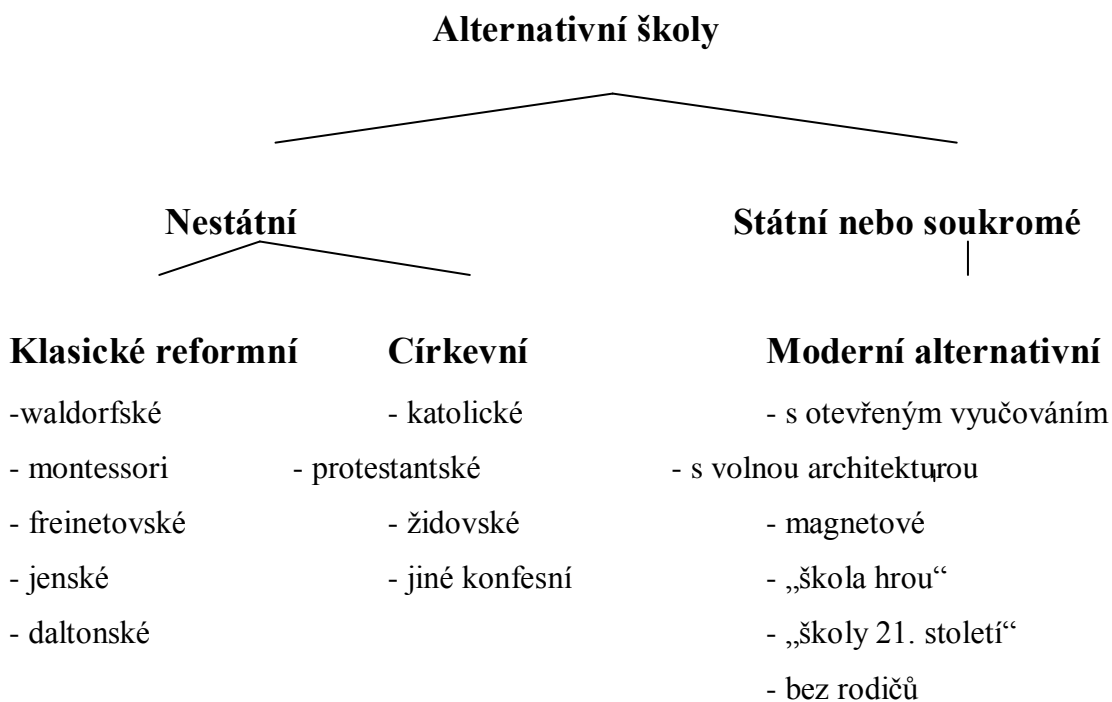 Alternativní školy
Nestátní
Státní nebo soukromé
Klasické reformní
Církevní
Moderní alternativní
-waldorfské
- katolické
- s otevřeným vyučováním
- montessori
- protestantské
- s volnou architekturou
- freinetovské
- židovské
- magnetové
- jenské
- jiné konfesní
- „škola hrou“
- daltonské
- „školy 21. století“
- bez rodičů